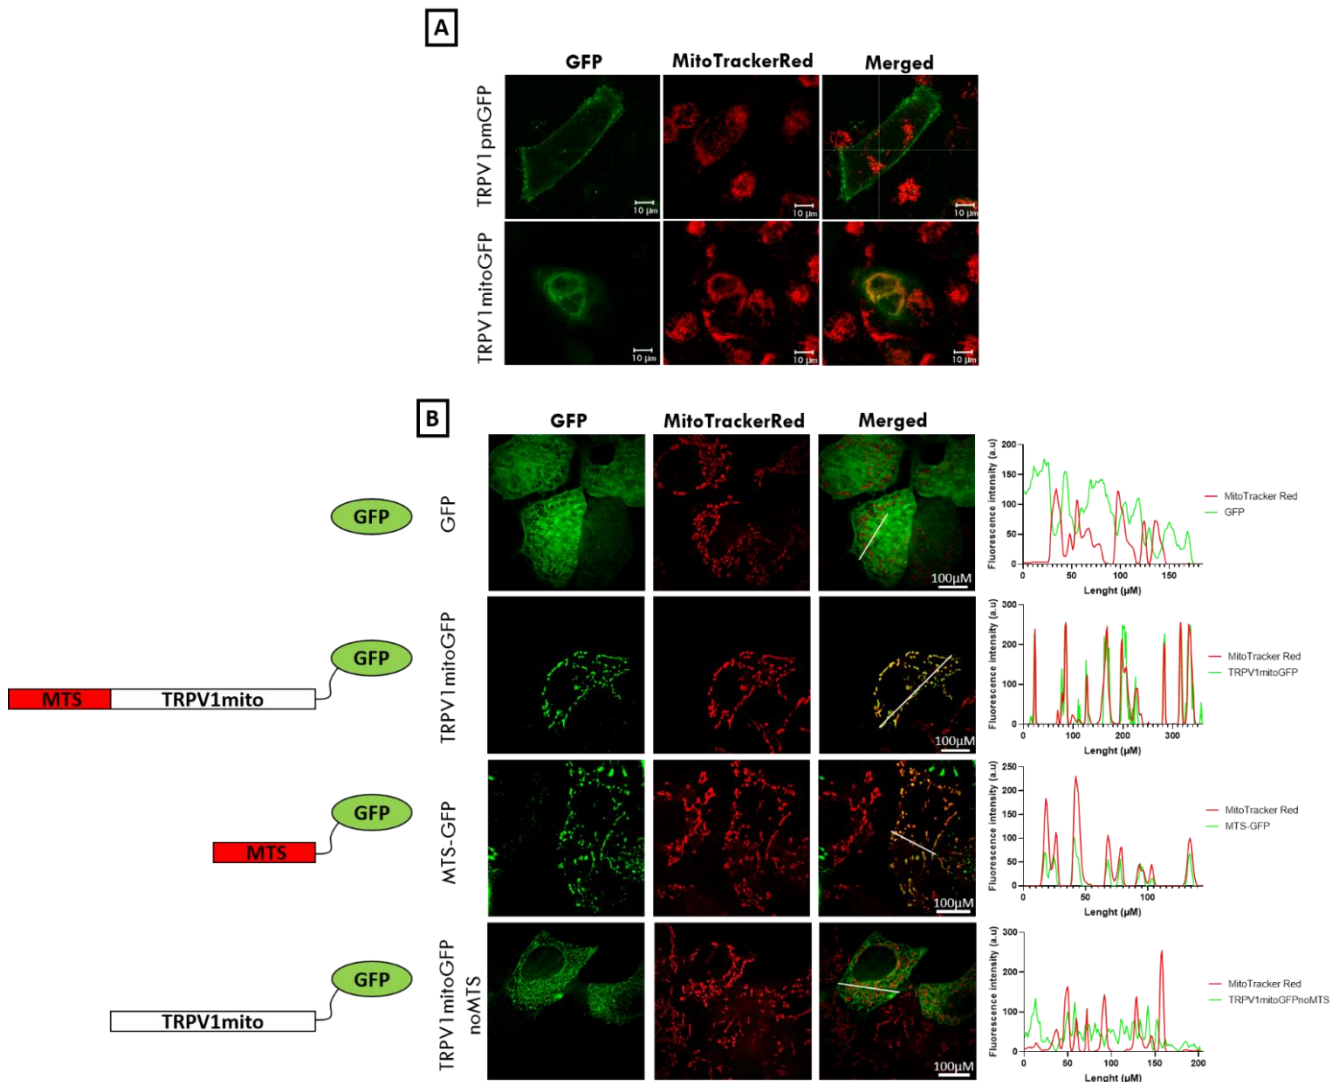 A
GFP MitoTrackerRed Merged
TRPV1pmGFP
10 µm 10 µm 10 µm
TRPV1mitoGFP
10 µm 10 µm 10 µm
B
GFP MitoTrackerRed Merged
GFP
GFP
100µM
Fluorescence intensity (a.u)
200
150
100
50
0
0 50 100 150
Lenght (µM)
MitoTracker Red
GFP
GFP
MTS TRPV1mito
TRPV1mitoGFP
100µM
Fluorescence intensity (a.u)
300
200
100
0
0 100 200 300
Lenght (µM)
MitoTracker Red
TRPV1mitoGFP
GFP
MTS
MTS-GFP
100µM
Fluorescence intensity (a.u)
250
200
150
100
50
0
0 50 100
Lenght (µM)
MitoTracker Red
MTS-GFP
GFP
TRPV1mito
TRPV1mitoGFP
noMTS
100µM
Fluorescence intensity (a.u)
300
200
100
0
0 50 100 150 200
Lenght (µM)
MitoTracker Red
TRPV1mitoGFPnoMTS